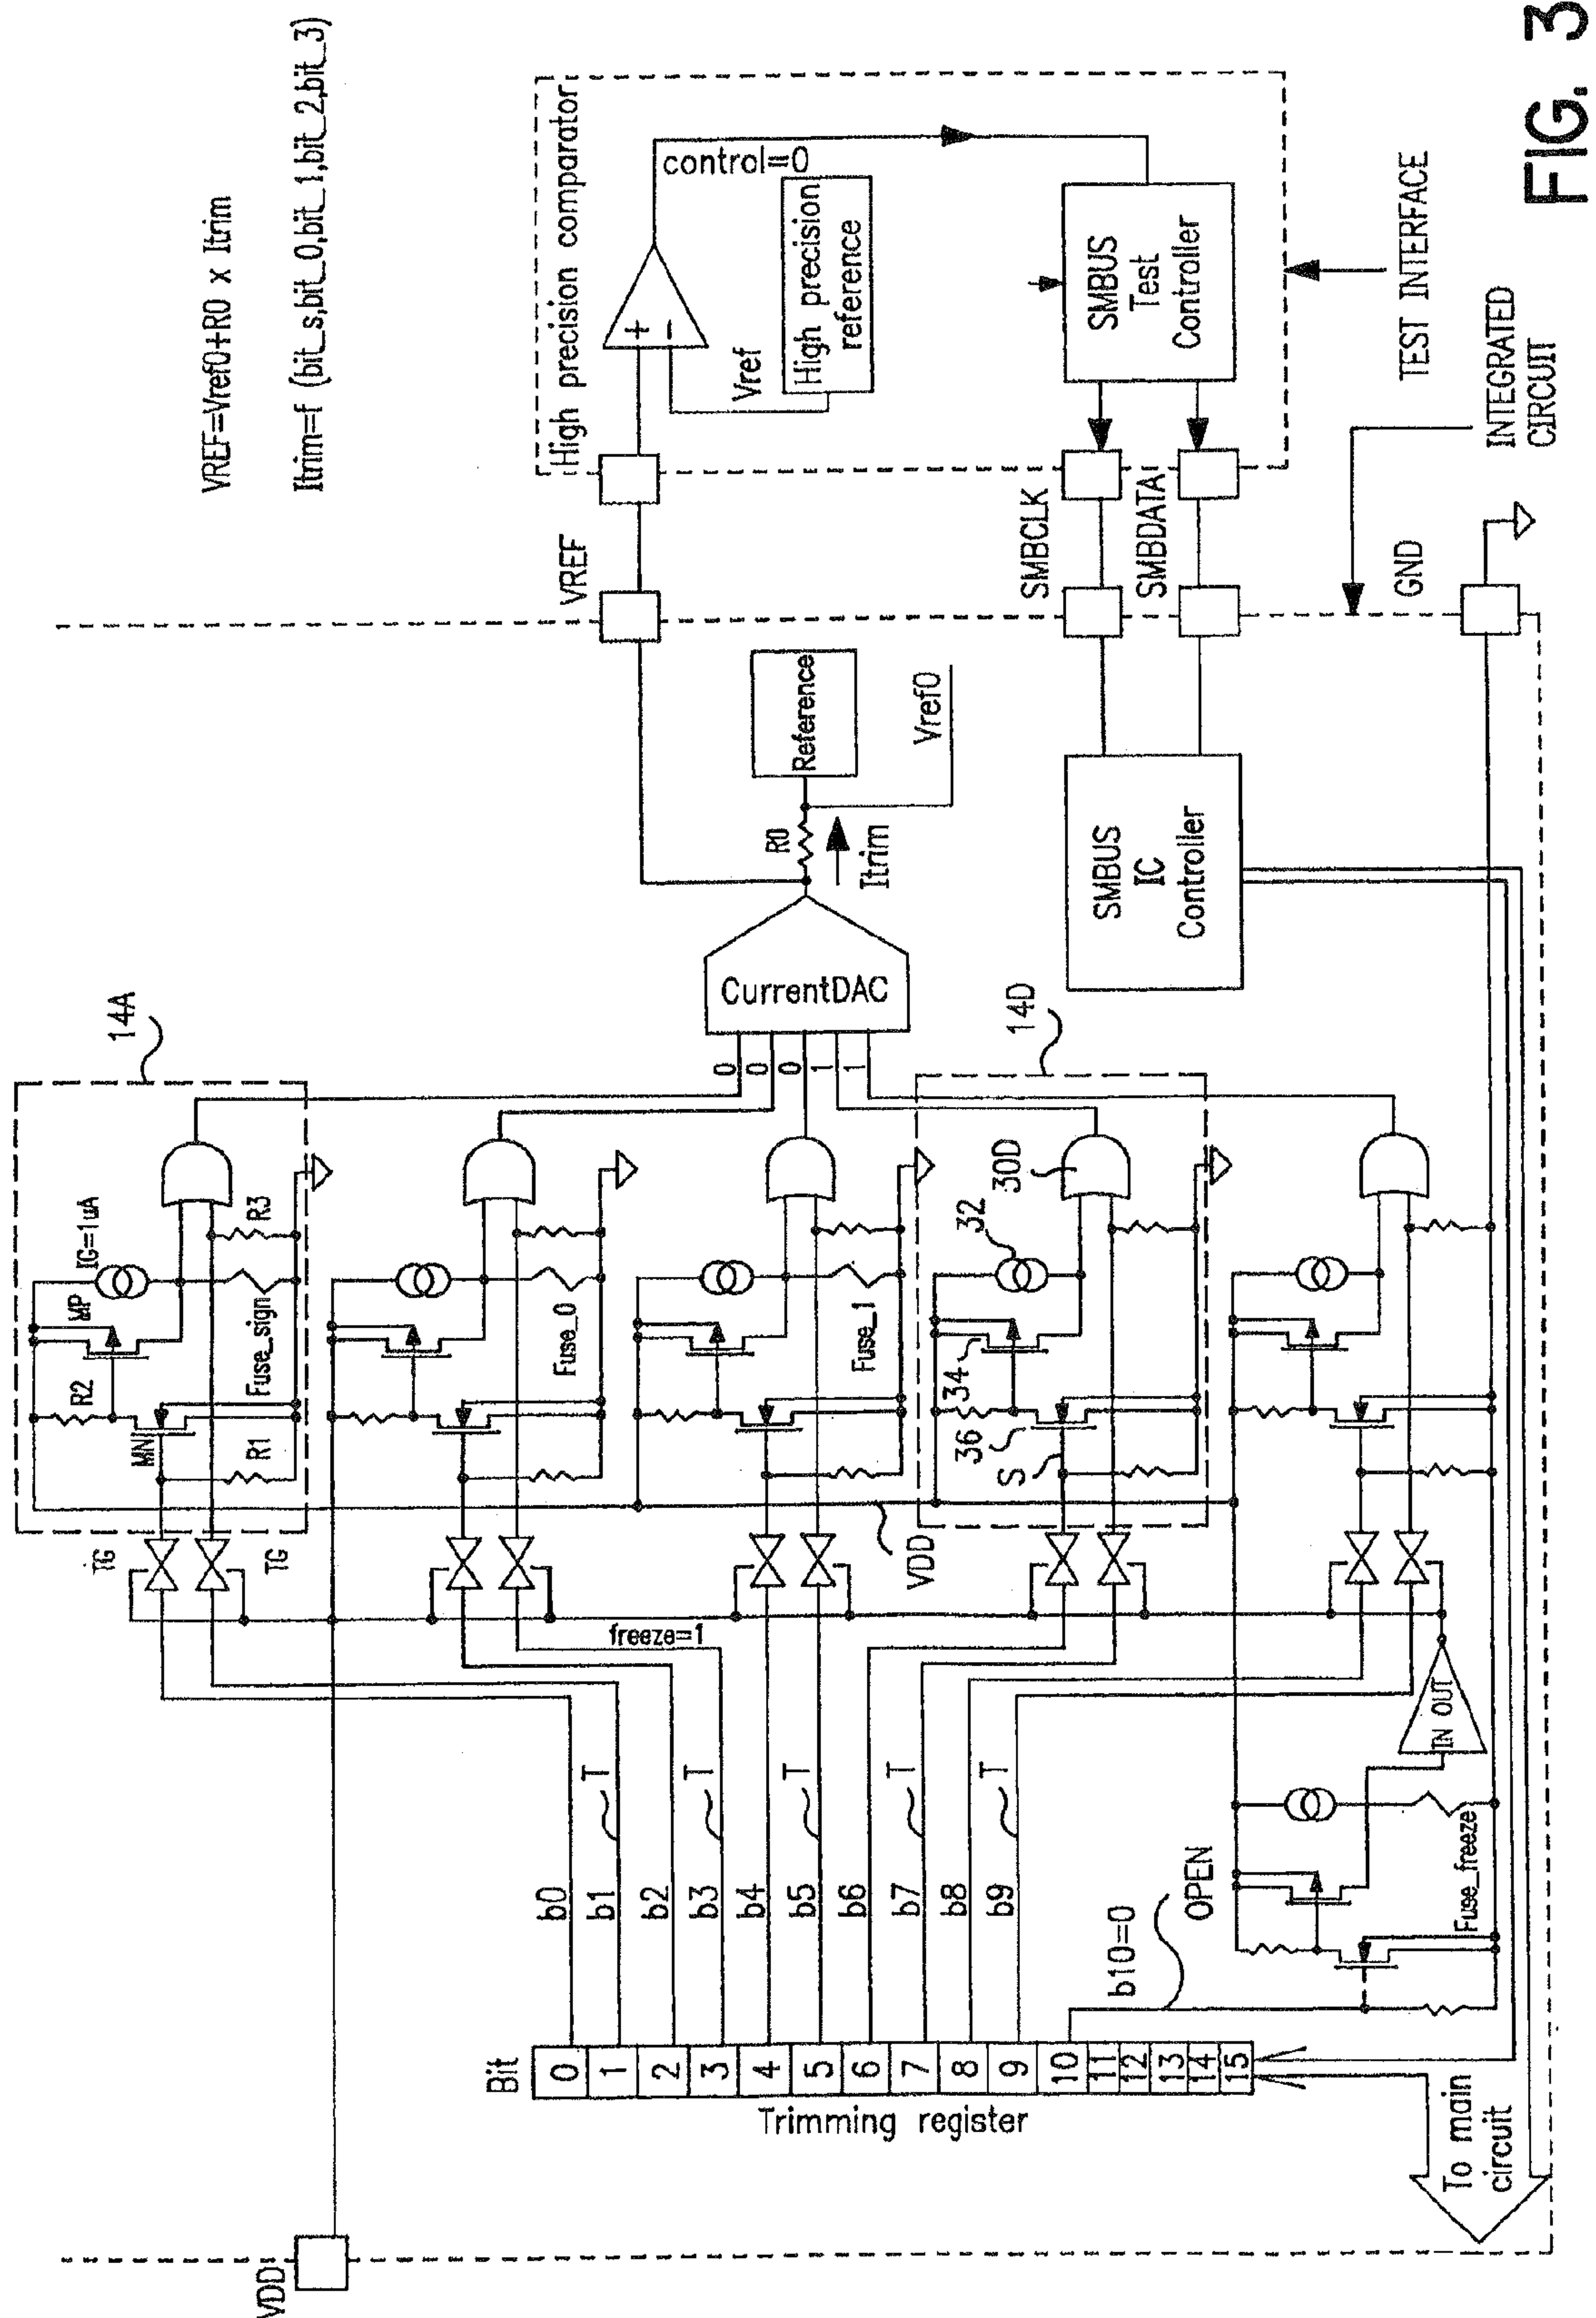 VREF=Vref0+R0 x Itrim
Itrim=f (bit_s,bit_0,bit_1,bit_2,bit_3)
14A
IG=1uA
MP
R2
MN
R1
R3
Fuse_sign
TG
TG
VDD
Fuse_0
freeze=1
Fuse_1
VDD
14D
30D
32
34
36
S
0
0
0
1
1
CurrentDAC
R0
Itrim
Reference
Vref0
VREF
High precision comparator
control=0
Vref
High precision
reference
SMBUS
Test
Controller
SMBCLK
SMBDATA
SMBUS
IC
Controller
TEST INTERFACE
INTEGRATED
CIRCUIT
GND
Bit
0
1
2
3
4
5
6
7
8
9
10
11
12
13
14
15
Trimming register
b0
b1
T
b2
b3
T
b4
b5
T
b6
b7
T
b8
b9
T
b10=0
OPEN
Fuse_freeze
IN OUT
To main
circuit
FIG. 3